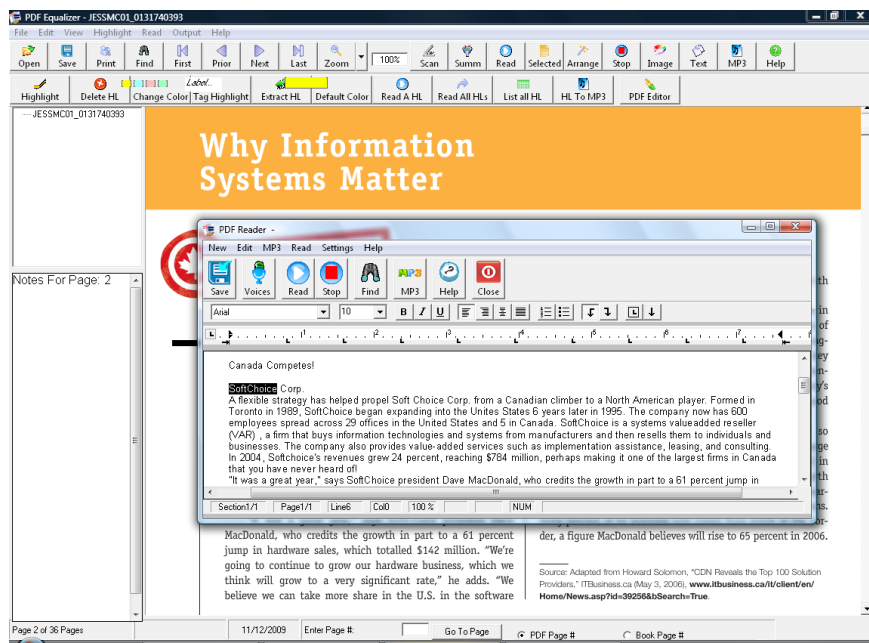 PDF Equalizer - JESSMC01_0131740393
File Edit View Highlight Read Output Help
Open Save Print Find First Prior Next Last Zoom 100% Scan Summ Read Selected Arrange Stop Image Text MP3 Help
Label..
Highlight Delete HL Change Color Tag Highlight Extract HL Default Color Read A HL Read All HLs List all HL HL To MP3 PDF Editor
JESSMC01_0131740393
Why Information
Systems Matter
Notes For Page: 2
PDF Reader -
New Edit MP3 Read Settings Help
MP3
Save Voices Read Stop Find MP3 Help Close
Arial 10 B I U
1 2 3 4 5 6 7
Canada Competes!
SoftChoice Corp.
A flexible strategy has helped propel Soft Choice Corp. from a Canadian climber to a North American player. Formed in
Toronto in 1989, SoftChoice began expanding into the Unites States 6 years later in 1995. The company now has 600
employees spread across 29 offices in the United States and 5 in Canada. SoftChoice is a systems valueadded reseller
(VAR) , a firm that buys information technologies and systems from manufacturers and then resells them to individuals and
businesses. The company also provides value-added services such as implementation assistance, leasing, and consulting.
In 2004, Softchoice's revenues grew 24 percent, reaching $784 million, perhaps making it one of the largest firms in Canada
that you have never heard of!
"It was a great year," says SoftChoice president Dave MacDonald, who credits the growth in part to a 61 percent jump in
Section1/1 Page1/1 Line6 Col0 100 % NUM
MacDonald, who credits the growth in part to a 61 percent
jump in hardware sales, which totalled $142 million. "We're
going to continue to grow our hardware business, which we
think will grow to a very significant rate," he adds. "We
believe we can take more share in the U.S. in the software
der, a figure MacDonald believes will rise to 65 percent in 2006.
Source: Adapted from Howard Solomon, "CDN Reveals the Top 100 Solution
Providers," ITBusiness.ca (May 3, 2006), www.itbusiness.ca/it/client/en/
Home/News.asp?id=39256&bSearch=True.
Page 2 of 36 Pages 11/12/2009 Enter Page #: Go To Page PDF Page # Book Page #